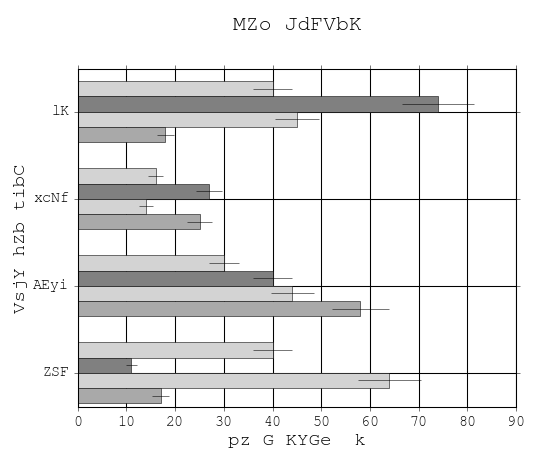 MZo JdFVbK
lK
xcNf
AEyi
ZSF
VsjY hZb tibC
0 10 20 30 40 50 60 70 80 90
pz G KYGe k